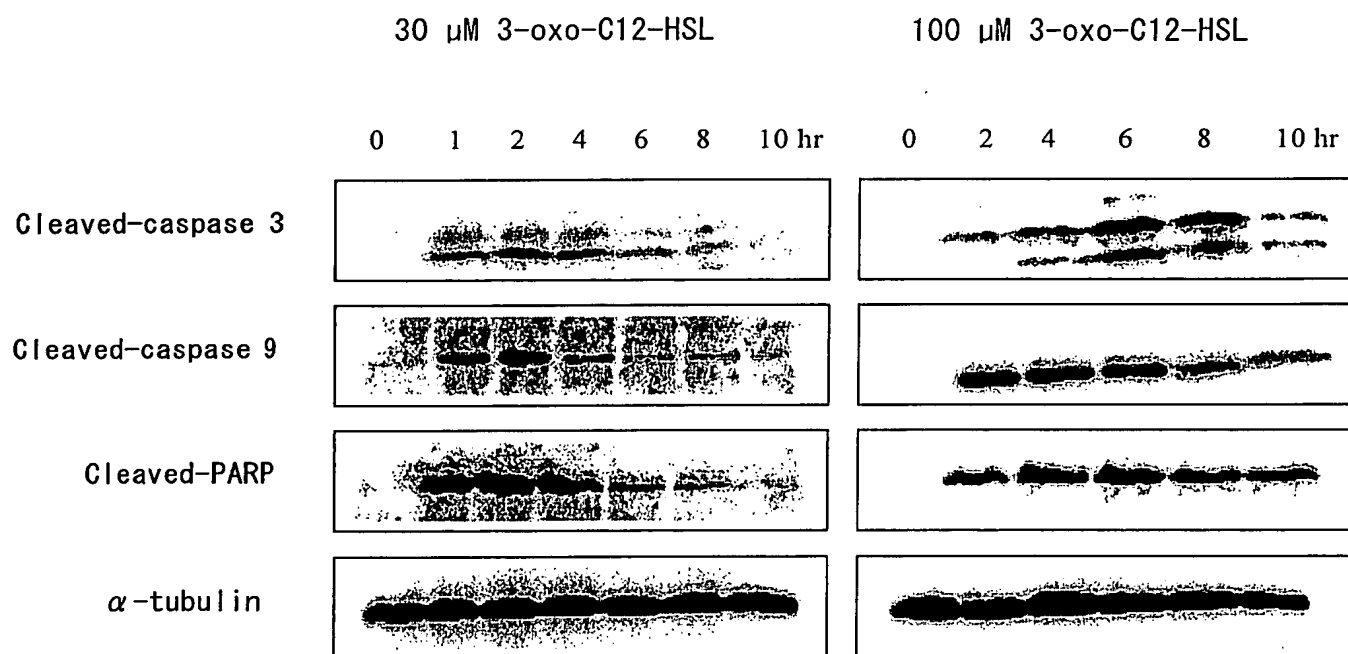 30 μM 3-oxo-C12-HSL 100 μM 3-oxo-C12-HSL
0 1 2 4 6 8 10 hr 0 2 4 6 8 10 hr
Cleaved-caspase 3
Cleaved-caspase 9
Cleaved-PARP
α-tubulin